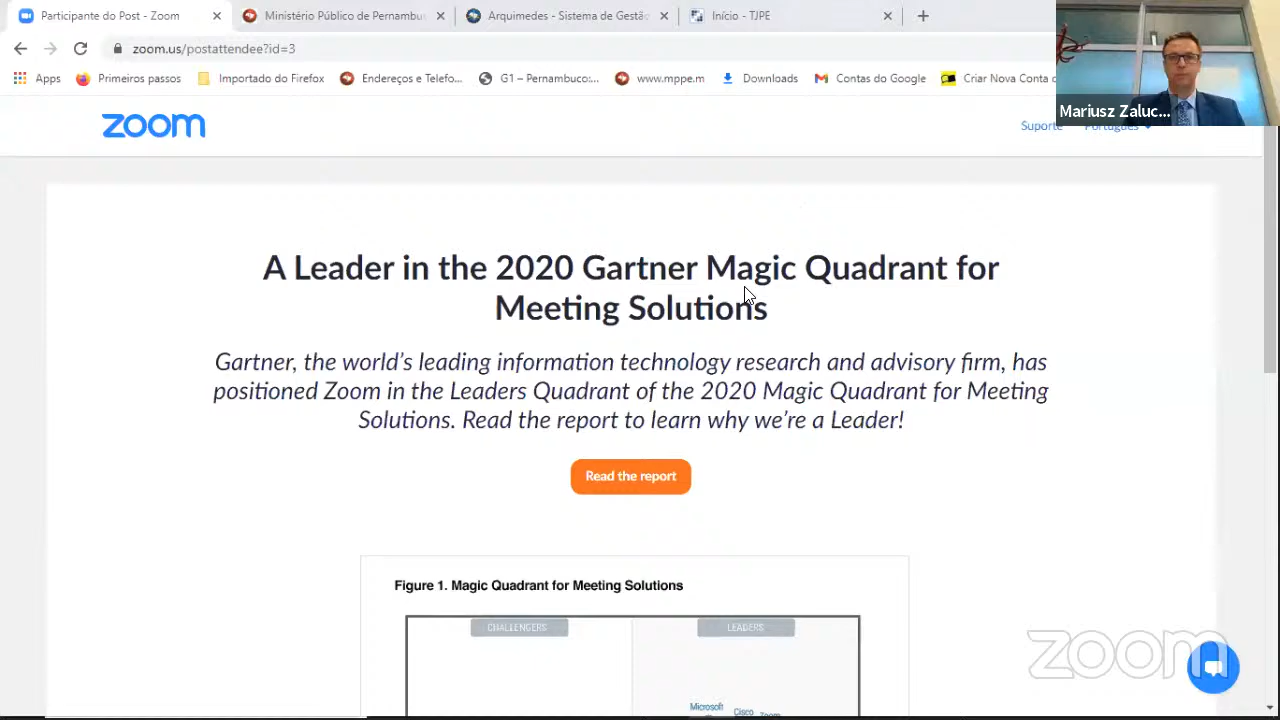 Participante do Post - Zoom
Ministério Público de Pernambu
Arquimedes - Sistema de Gestã
Início - TJPE
zoom.us/postattendee?id=3
Apps
Primeiros passos
Importado do Firefox
Endereços e Telefo...
G1 – Pernambuco:...
www.mppe.m
Downloads
Contas do Google
Criar Nova Conta d
Mariusz Zaluc...
zoom
Suporte
Português
A Leader in the 2020 Gartner Magic Quadrant for
Meeting Solutions
Gartner, the world's leading information technology research and advisory firm, has
positioned Zoom in the Leaders Quadrant of the 2020 Magic Quadrant for Meeting
Solutions. Read the report to learn why we're a Leader!
Read the report
Figure 1. Magic Quadrant for Meeting Solutions
CHALLENGERS
LEADERS
Microsoft
Cisco
Zoom
zoom